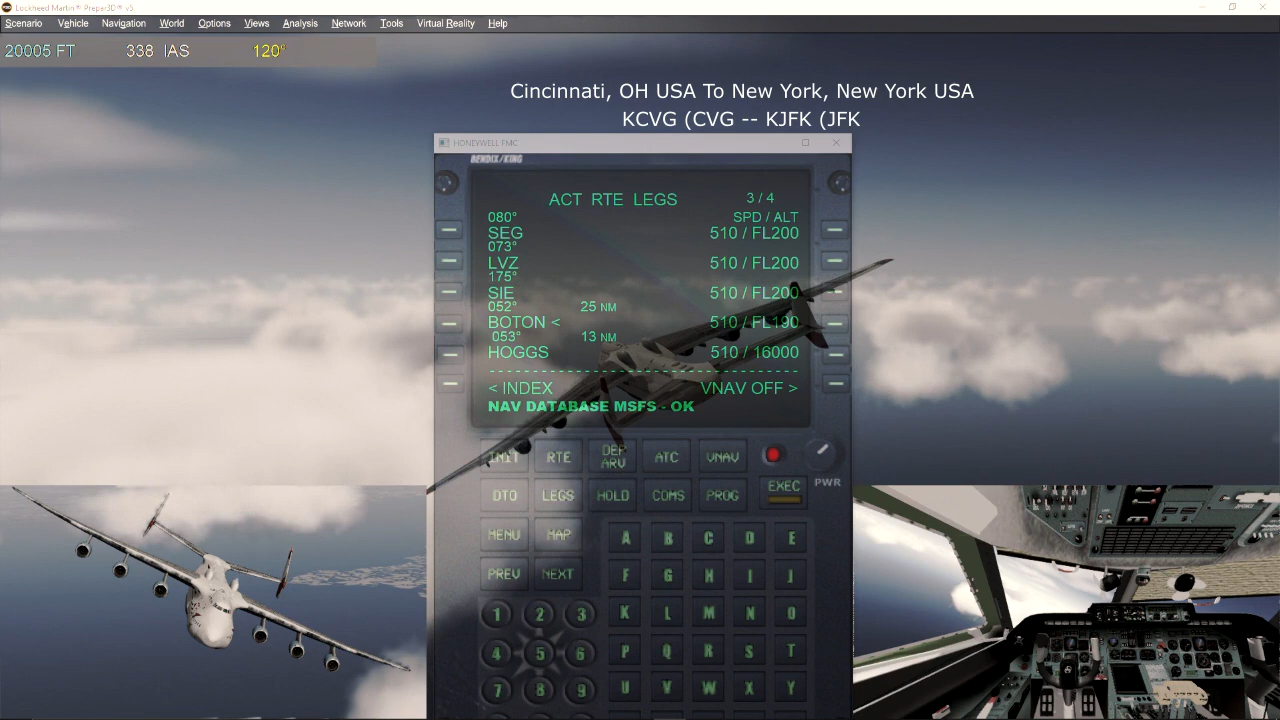 Lockheed Martin® Prepar3D® v5
Scenario Vehicle Navigation World Options Views Analysis Network Tools Virtual Reality Help
20005 FT 338 IAS 120°
Cincinnati, OH USA To New York, New York USA
KCVG (CVG -- KJFK (JFK
HONEYWELL FMC
BENDIX/KING
ACT RTE LEGS 3 / 4
080° SPD / ALT
SEG 510 / FL200
073°
LVZ 510 / FL200
175°
SIE 510 / FL200
052° 25 NM
BOTON < 510 / FL190
053° 13 NM
HOGGS 510 / 16000
- - - - - - - - - - - - - - - - - - - - - - - - - - - - - - - - - - - - - - -
< INDEX VNAV OFF >
NAV DATABASE MSFS - OK
INIT RTE DEP ARV ATC VNAV
PWR
DTO LEGS HOLD COMS PROG EXEC
MENU MAP
A B C D E
PREV NEXT
F G H I J
1 2 3 K L M N O
4 5 6 P Q R S T
7 8 9 U V W X Y